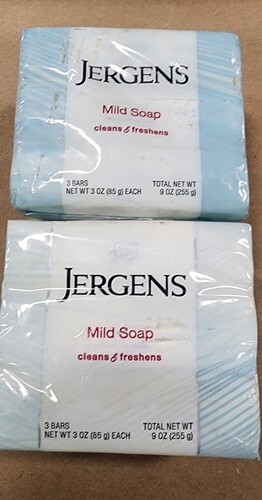 JERGENS
Mild Soap
cleans & freshens
3 BARS TOTAL NET WT
NET WT 3 OZ (85 g) EACH 9 OZ (255 g)
JERGENS
Mild Soap
cleans & freshens
3 BARS TOTAL NET WT
NET WT 3 OZ (85 g) EACH 9 OZ (255 g)